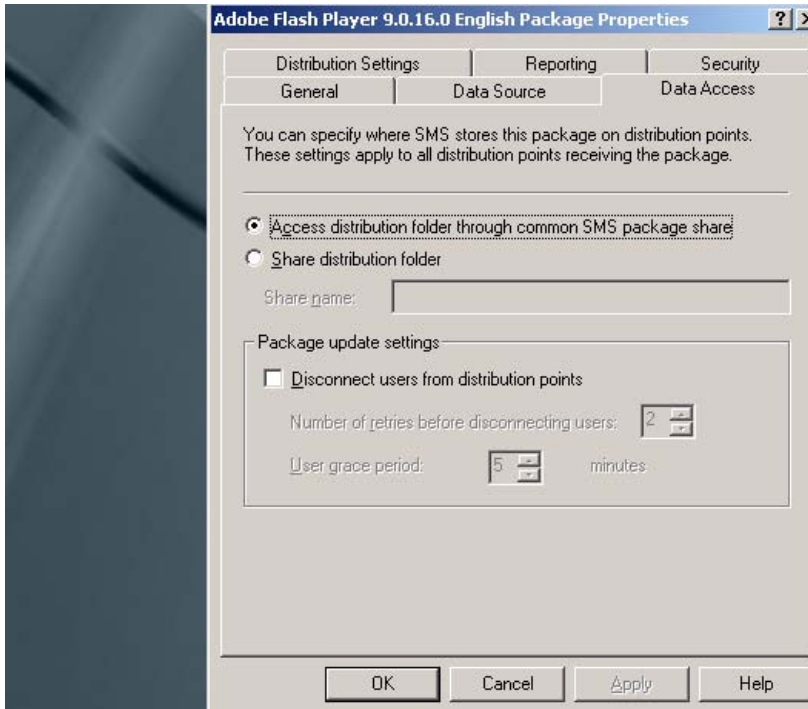 Adobe Flash Player 9.0.16.0 English Package Properties
Distribution Settings Reporting Security
General Data Source Data Access
You can specify where SMS stores this package on distribution points.
These settings apply to all distribution points receiving the package.
Access distribution folder through common SMS package share
Share distribution folder
Share name:
Package update settings
Disconnect users from distribution points
Number of retries before disconnecting users: 2
User grace period: 5 minutes
OK Cancel Apply Help